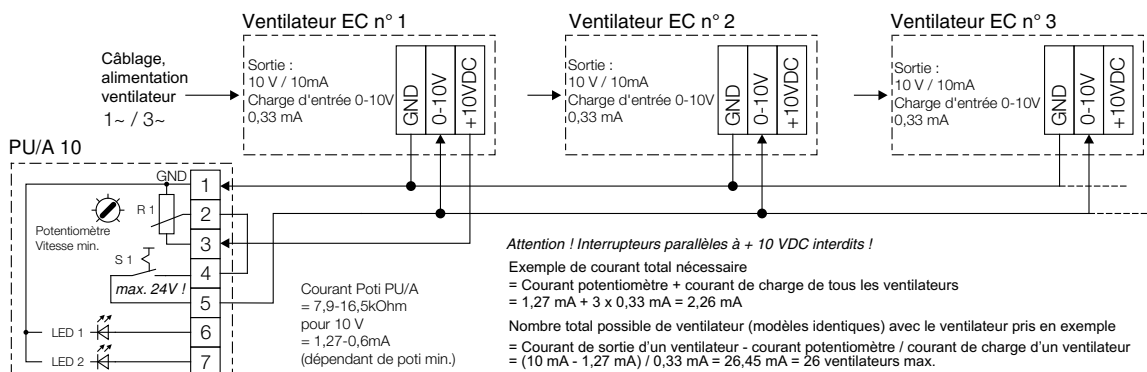 Ventilateur EC n° 1
Ventilateur EC n° 2
Ventilateur EC n° 3
Câblage,
alimentation
ventilateur
1~ / 3~
Sortie :
10 V / 10mA
Charge d'entrée 0-10V
0,33 mA
GND
0-10V
+10VDC
Sortie :
10 V / 10mA
Charge d'entrée 0-10V
0,33 mA
GND
0-10V
+10VDC
Sortie :
10 V / 10mA
Charge d'entrée 0-10V
0,33 mA
GND
0-10V
+10VDC
PU/A 10
GND
1
R 1
2
Potentiomètre
Vitesse min.
3
S 1
4
max. 24V !
5
LED 1
6
LED 2
7
Courant Poti PU/A
= 7,9-16,5kOhm
pour 10 V
= 1,27-0,6mA
(dépendant de poti min.)
Attention ! Interrupteurs parallèles à + 10 VDC interdits !
Exemple de courant total nécessaire
= Courant potentiomètre + courant de charge de tous les ventilateurs
= 1,27 mA + 3 x 0,33 mA = 2,26 mA
Nombre total possible de ventilateur (modèles identiques) avec le ventilateur pris en exemple
= Courant de sortie d'un ventilateur - courant potentiomètre / courant de charge d'un ventilateur
= (10 mA - 1,27 mA) / 0,33 mA = 26,45 mA = 26 ventilateurs max.